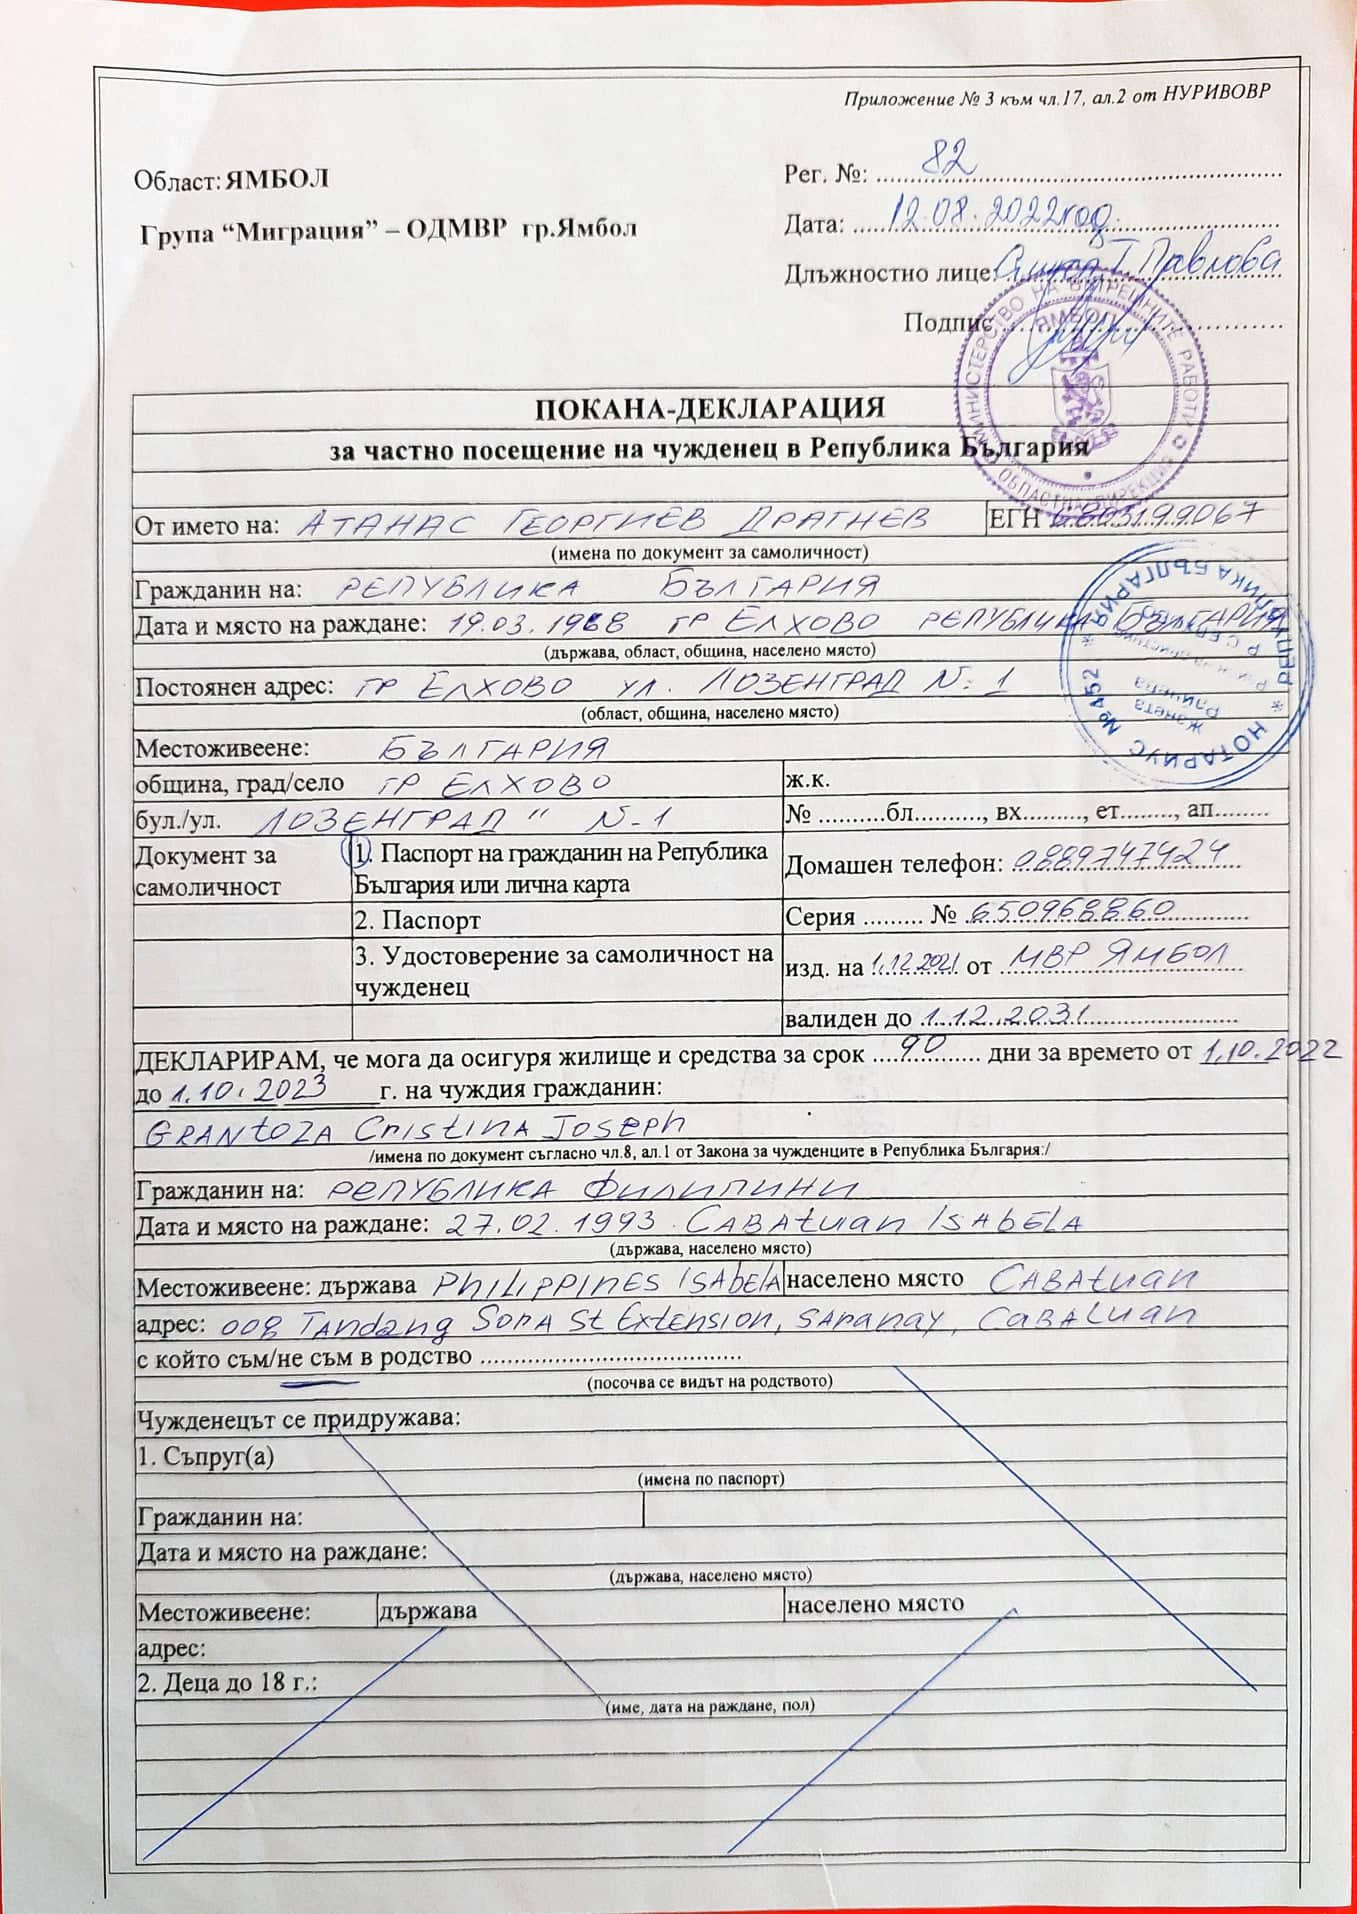 Приложение № 3 към чл.17, ал.2 от НУРИВОВР
Област: ЯМБОЛ
Рег. №: 82
Група “Миграция” – ОДМВР гр.Ямбол
Дата: 12.08.2022год.
Длъжностно лице: Т. Павлова
Подпис
МИНИСТЕРСТВО НА ВЪТРЕШНИТЕ РАБОТИ
ОБЛАСТНА ДИРЕКЦИЯ
ЯМБОЛ
ПОКАНА-ДЕКЛАРАЦИЯ
за частно посещение на чужденец в Република България
От името на: АТАНАС ГЕОРГИЕВ ДРАГНЕВ ЕГН 6803199067
(имена по документ за самоличност)
Гражданин на: РЕПУБЛИКА БЪЛГАРИЯ
Дата и място на раждане: 19.03.1968 ГР ЕЛХОВО РЕПУБЛИКА БЪЛГАРИЯ
(държава, област, община, населено място)
Постоянен адрес: ГР ЕЛХОВО УЛ. ЛОЗЕНГРАД N: 1
(област, община, населено място)
НОТАРИУС № 452 * РЕПУБЛИКА БЪЛГАРИЯ *
Жанета
Местоживеене: БЪЛГАРИЯ
община, град/село ГР ЕЛХОВО ж.к.
бул./ул. ЛОЗЕНГРАД " N-1 № ..........бл.........., вх........., ет........, ап........
Документ за самоличност 1. Паспорт на гражданин на Република България или лична карта Домашен телефон: 0889747424
2. Паспорт Серия ......... № 650968860
3. Удостоверение за самоличност на чужденец изд. на 1.12.2021 от МВР ЯМБОЛ
валиден до 1.12.2031
ДЕКЛАРИРАМ, че мога да осигуря жилище и средства за срок 90 дни за времето от 1.10.2022
до 1.10.2023 г. на чуждия гражданин:
GRANtOZA CristinA Joseph
/имена по документ съгласно чл.8, ал.1 от Закона за чужденците в Република България:/
Гражданин на: РЕПУБЛИКА ФИЛИПИНИ
Дата и място на раждане: 27.02.1993. CABAtuan IsABELA
(държава, населено място)
Местоживеене: държава PHILIPPINES ISAbelA населено място CABAtuan
адрес: 008 TAndang SorA St Extension, SAranay, CaBALuan
с който съм/не съм в родство ......................................
(посочва се видът на родството)
Чужденецът се придружава:
1. Съпруг(а)
(имена по паспорт)
Гражданин на:
Дата и място на раждане:
(държава, населено място)
Местоживеене: държава населено място
адрес:
2. Деца до 18 г.:
(име, дата на раждане, пол)